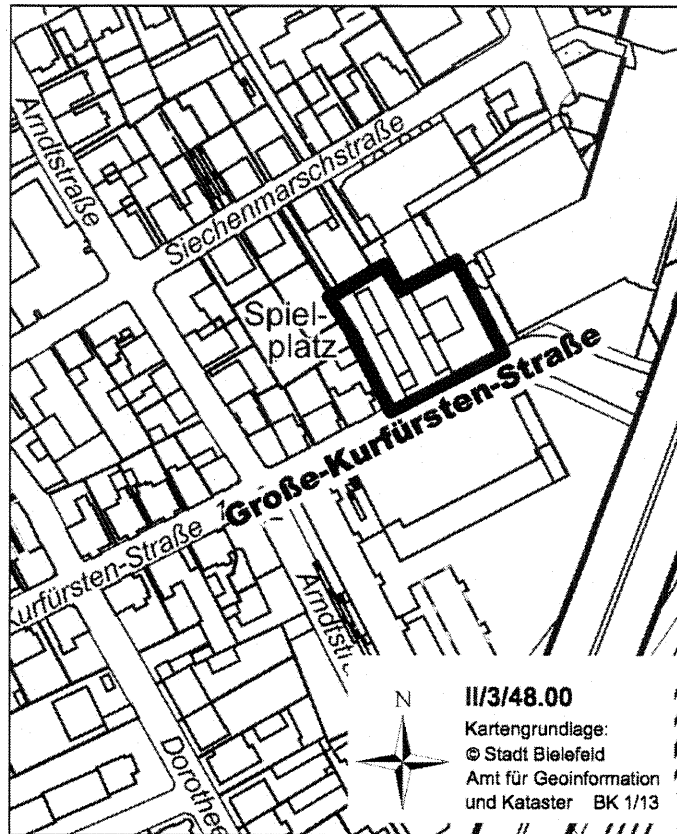 Arndtstraße
Siechenmarschstraße
Spiel-
platz
Große-Kurfürsten-Straße
Kurfürsten-Straße
Arndtstr
Dorothee
N
II/3/48.00
Kartengrundlage:
© Stadt Bielefeld
Amt für Geoinformation
und Kataster BK 1/13